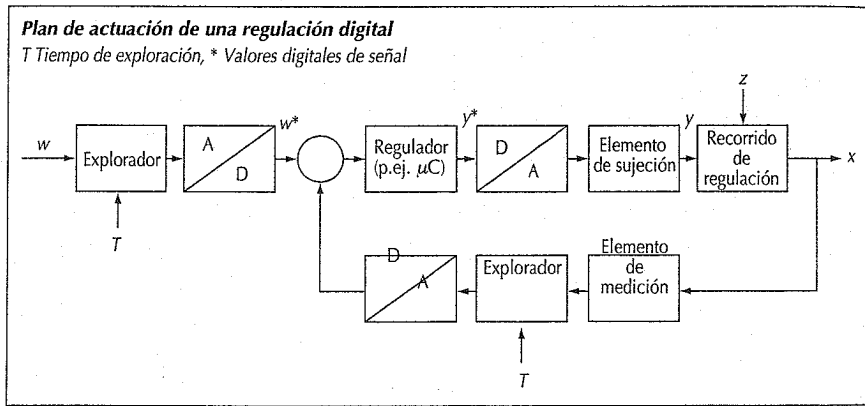 Plan de actuación de una regulación digital
T Tiempo de exploración, * Valores digitales de señal
z
w
Explorador
A
D
w*
Regulador
(p.ej. µC)
y*
D
A
Elemento
de sujeción
y
Recorrido
de
regulación
x
T
D
A
Explorador
Elemento
de
medición
T